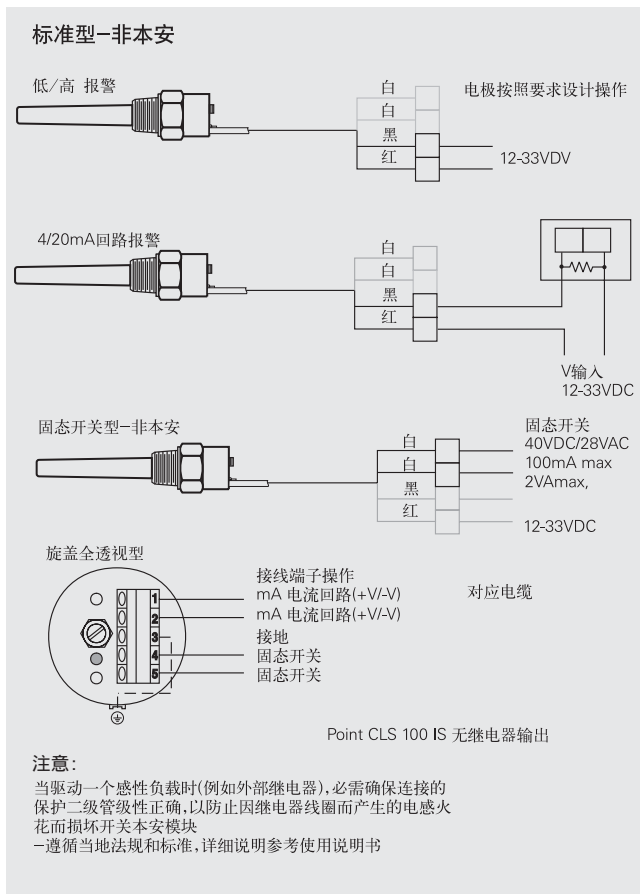 标准型-非本安
低/高 报警
白
白
黑
红
电极按照要求设计操作
12-33VDV
4/20mA回路报警
白
白
黑
红
V输入
12-33VDC
固态开关型-非本安
白
白
黑
红
固态开关
40VDC/28VAC
100mA max
2VAmax,
12-33VDC
旋盖全透视型
1
2
3
4
5
接线端子操作
mA 电流回路(+V/-V)
mA 电流回路(+V/-V)
接地
固态开关
固态开关
对应电缆
Point CLS 100 IS 无继电器输出
注意:
当驱动一个感性负载时(例如外部继电器),必需确保连接的
保护二级管级性正确,以防止因继电器线圈而产生的电感火
花而损坏开关本安模块
-遵循当地法规和标准,详细说明参考使用说明书